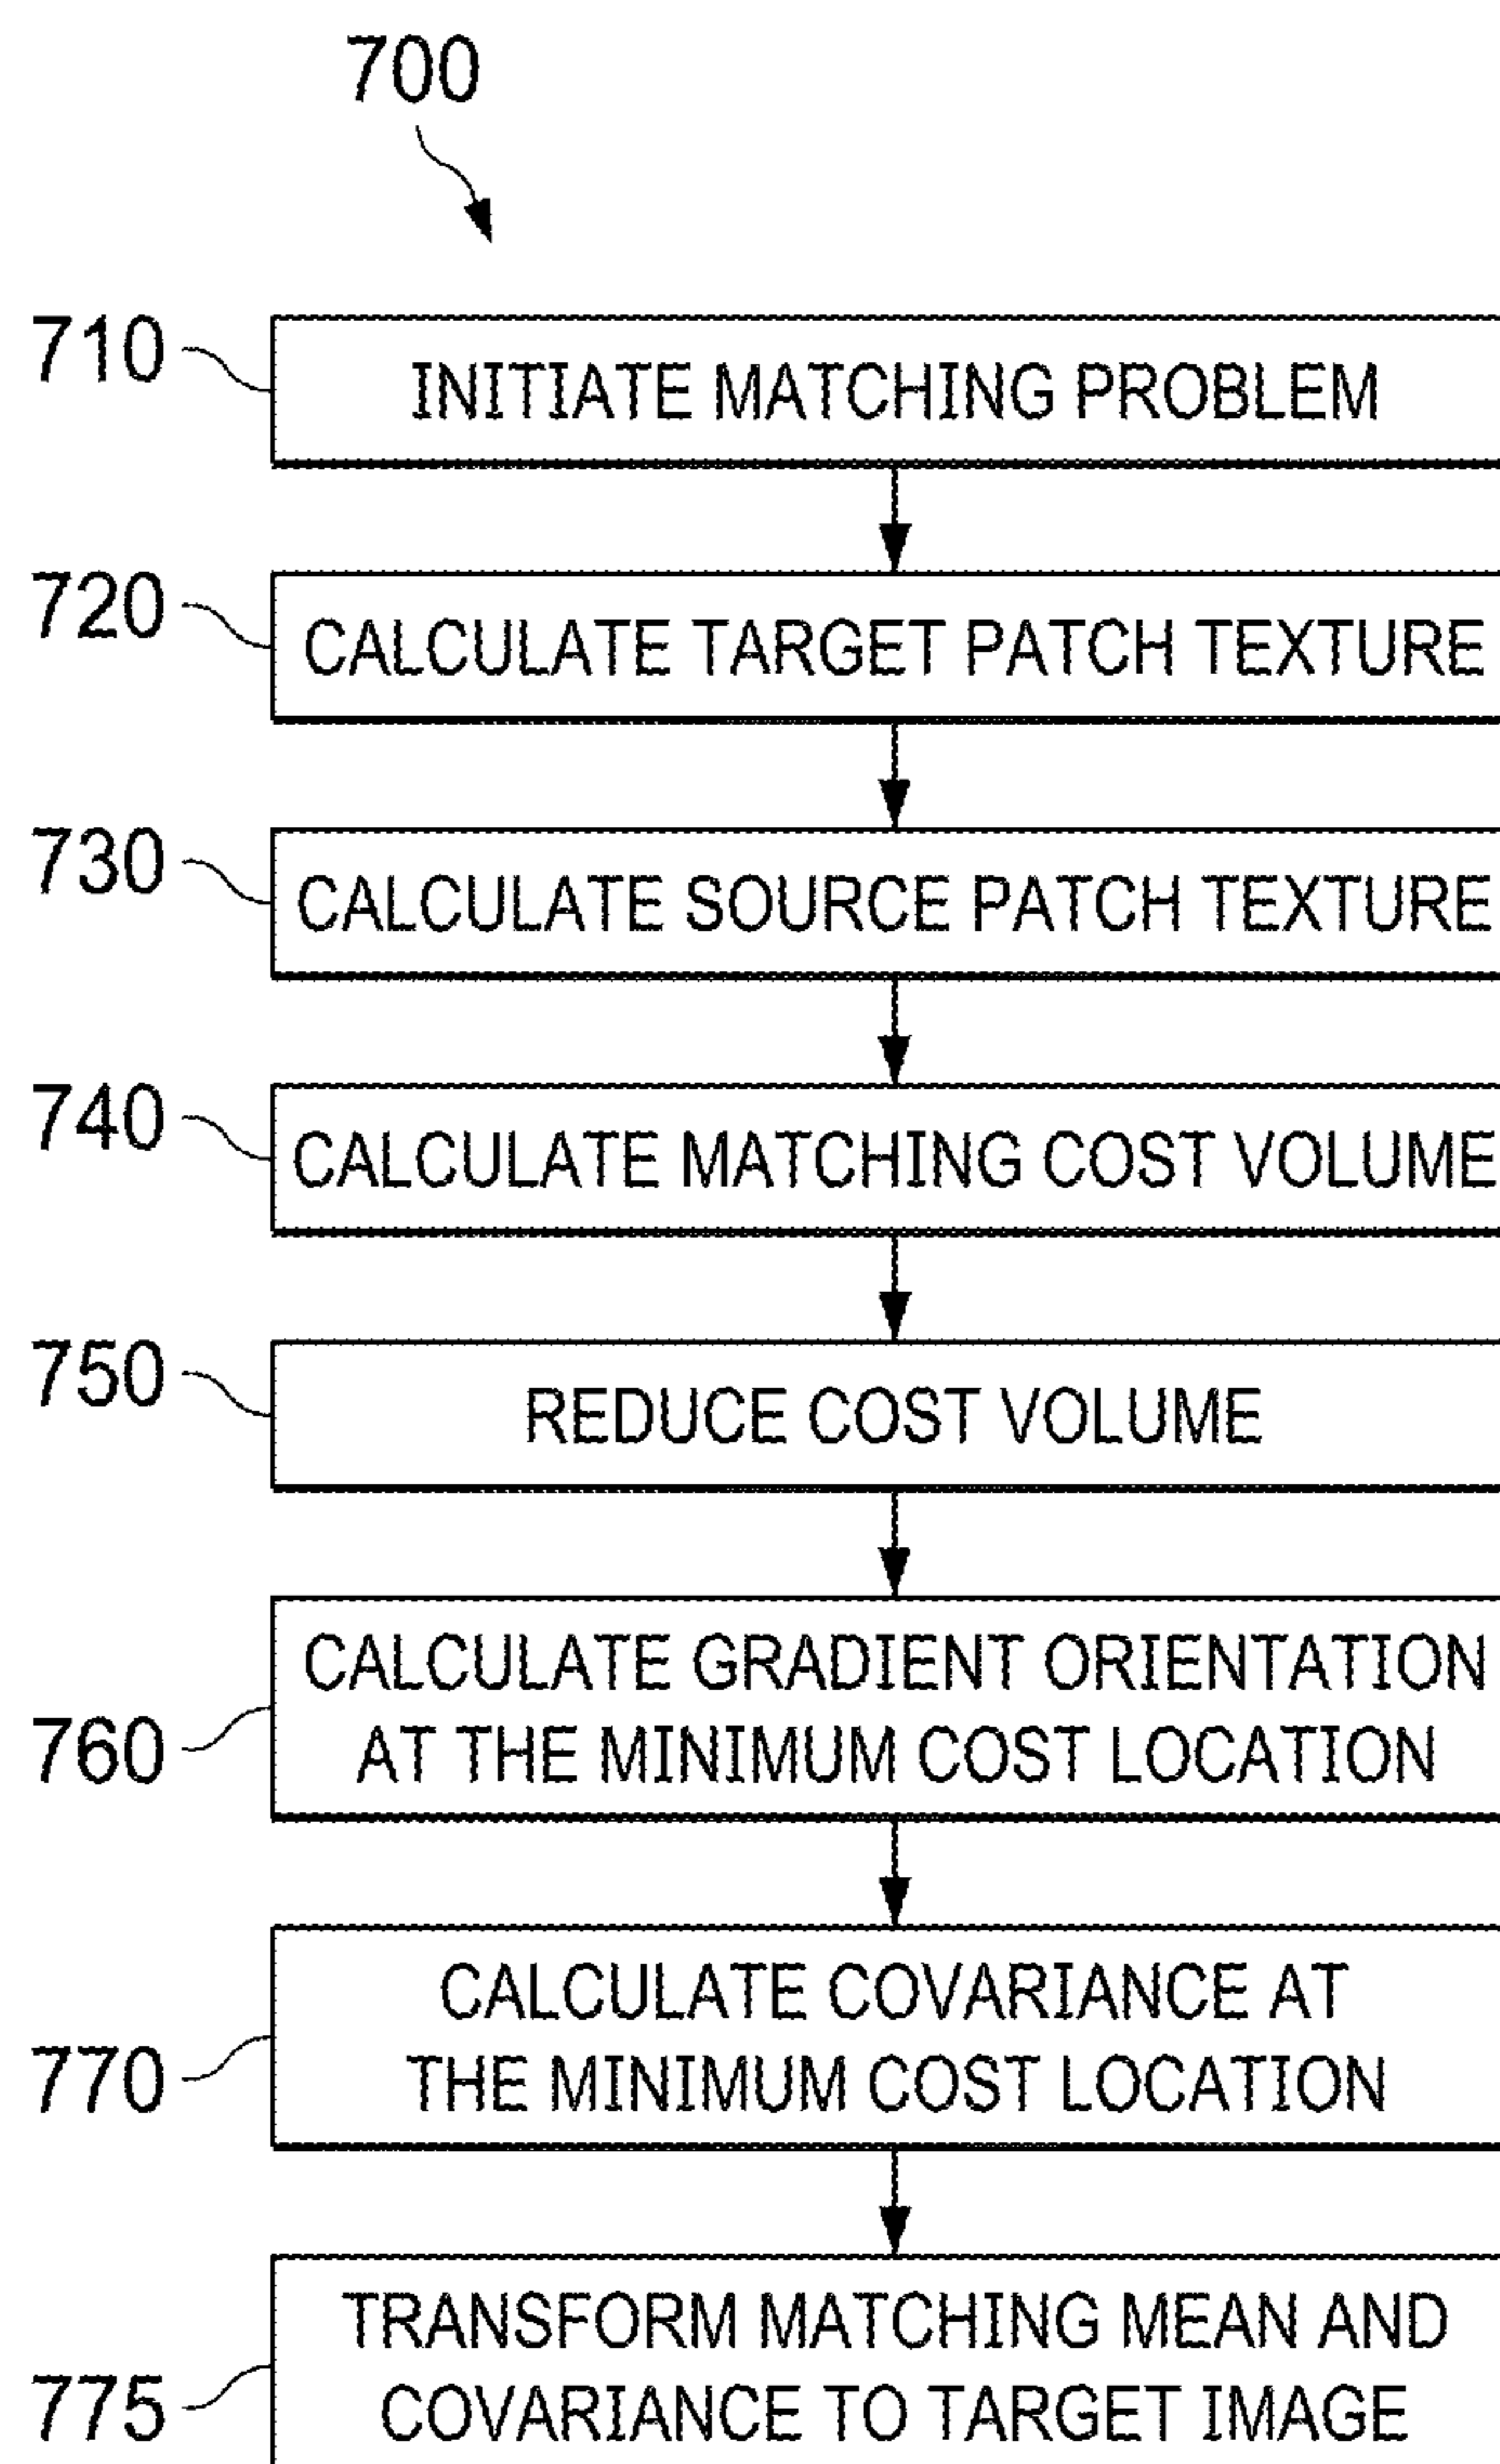 700
710
INITIATE MATCHING PROBLEM
720
CALCULATE TARGET PATCH TEXTURE
730
CALCULATE SOURCE PATCH TEXTURE
740
CALCULATE MATCHING COST VOLUME
750
REDUCE COST VOLUME
760
CALCULATE GRADIENT ORIENTATION
AT THE MINIMUM COST LOCATION
770
CALCULATE COVARIANCE AT
THE MINIMUM COST LOCATION
775
TRANSFORM MATCHING MEAN AND
COVARIANCE TO TARGET IMAGE